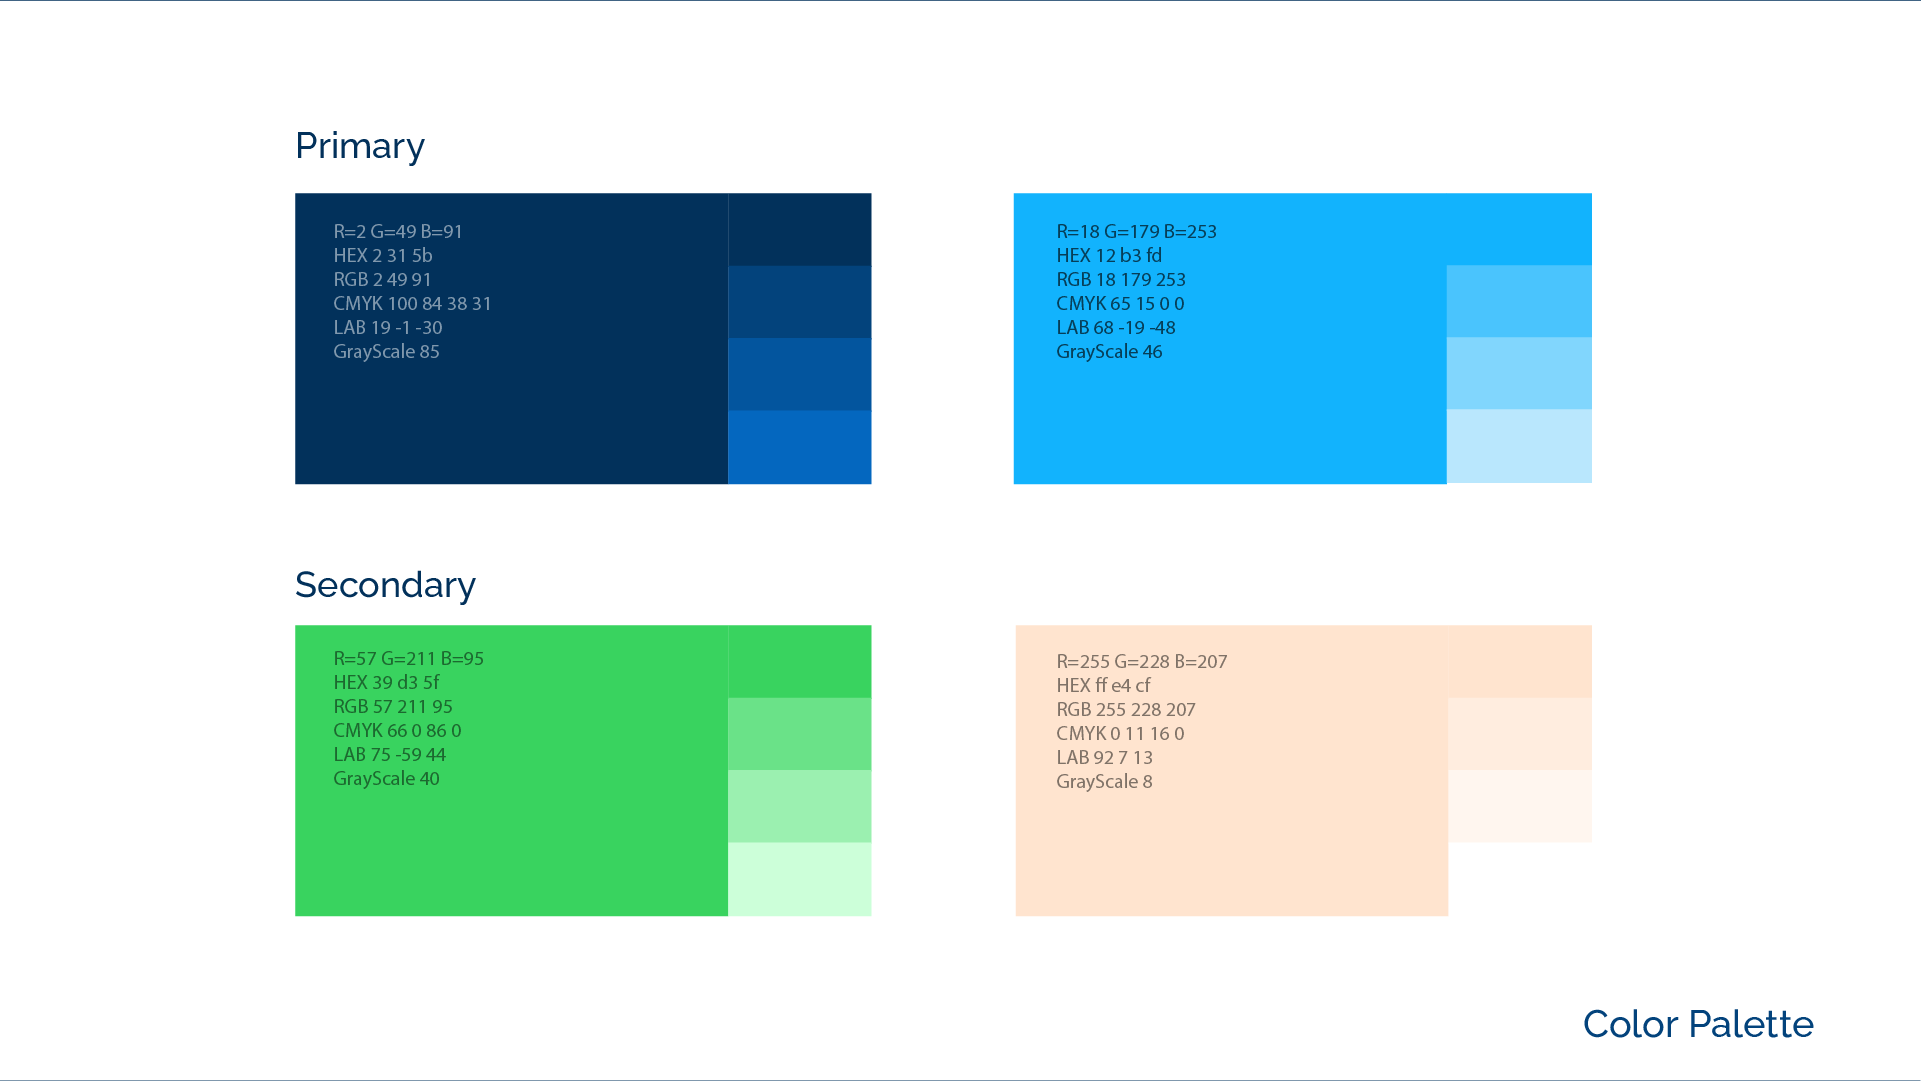 Primary
R=2 G=49 B=91
HEX 2 31 5b
RGB 2 49 91
CMYK 100 84 38 31
LAB 19 -1 -30
GrayScale 85
R=18 G=179 B=253
HEX 12 b3 fd
RGB 18 179 253
CMYK 65 15 0 0
LAB 68 -19 -48
GrayScale 46
Secondary
R=57 G=211 B=95
HEX 39 d3 5f
RGB 57 211 95
CMYK 66 0 86 0
LAB 75 -59 44
GrayScale 40
R=255 G=228 B=207
HEX ff e4 cf
RGB 255 228 207
CMYK 0 11 16 0
LAB 92 7 13
GrayScale 8
Color Palette